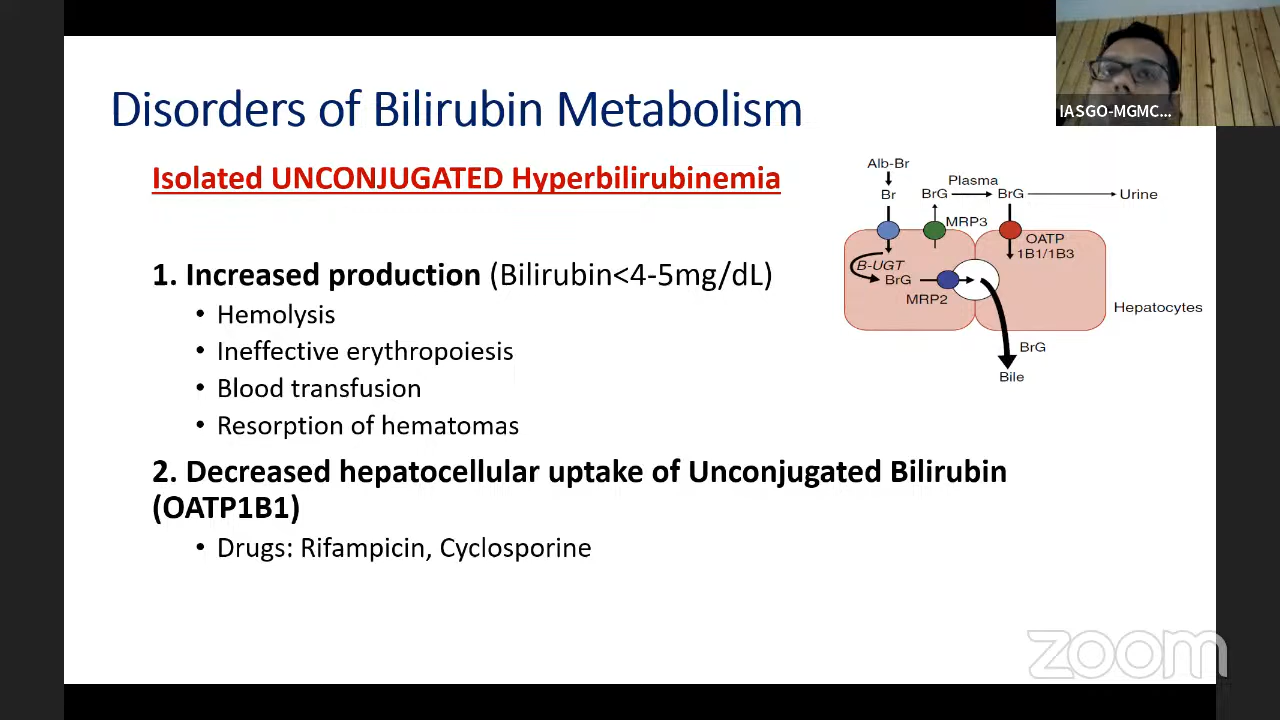 Disorders of Bilirubin Metabolism
IASGO-MGMC...
Isolated UNCONJUGATED Hyperbilirubinemia
1. Increased production (Bilirubin<4-5mg/dL)
• Hemolysis
• Ineffective erythropoiesis
• Blood transfusion
• Resorption of hematomas
2. Decreased hepatocellular uptake of Unconjugated Bilirubin
(OATP1B1)
• Drugs: Rifampicin, Cyclosporine
Alb-Br
Br
BrG
Plasma
BrG
Urine
MRP3
OATP
1B1/1B3
B-UGT
BrG
MRP2
Hepatocytes
BrG
Bile
zoom